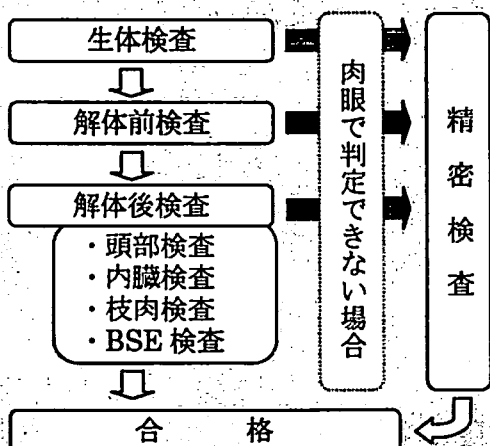 生体検査
解体前検査
解体後検査
・頭部検査
・内臓検査
・枝肉検査
・BSE 検査
肉眼で判定できない場合
精密検査
合格